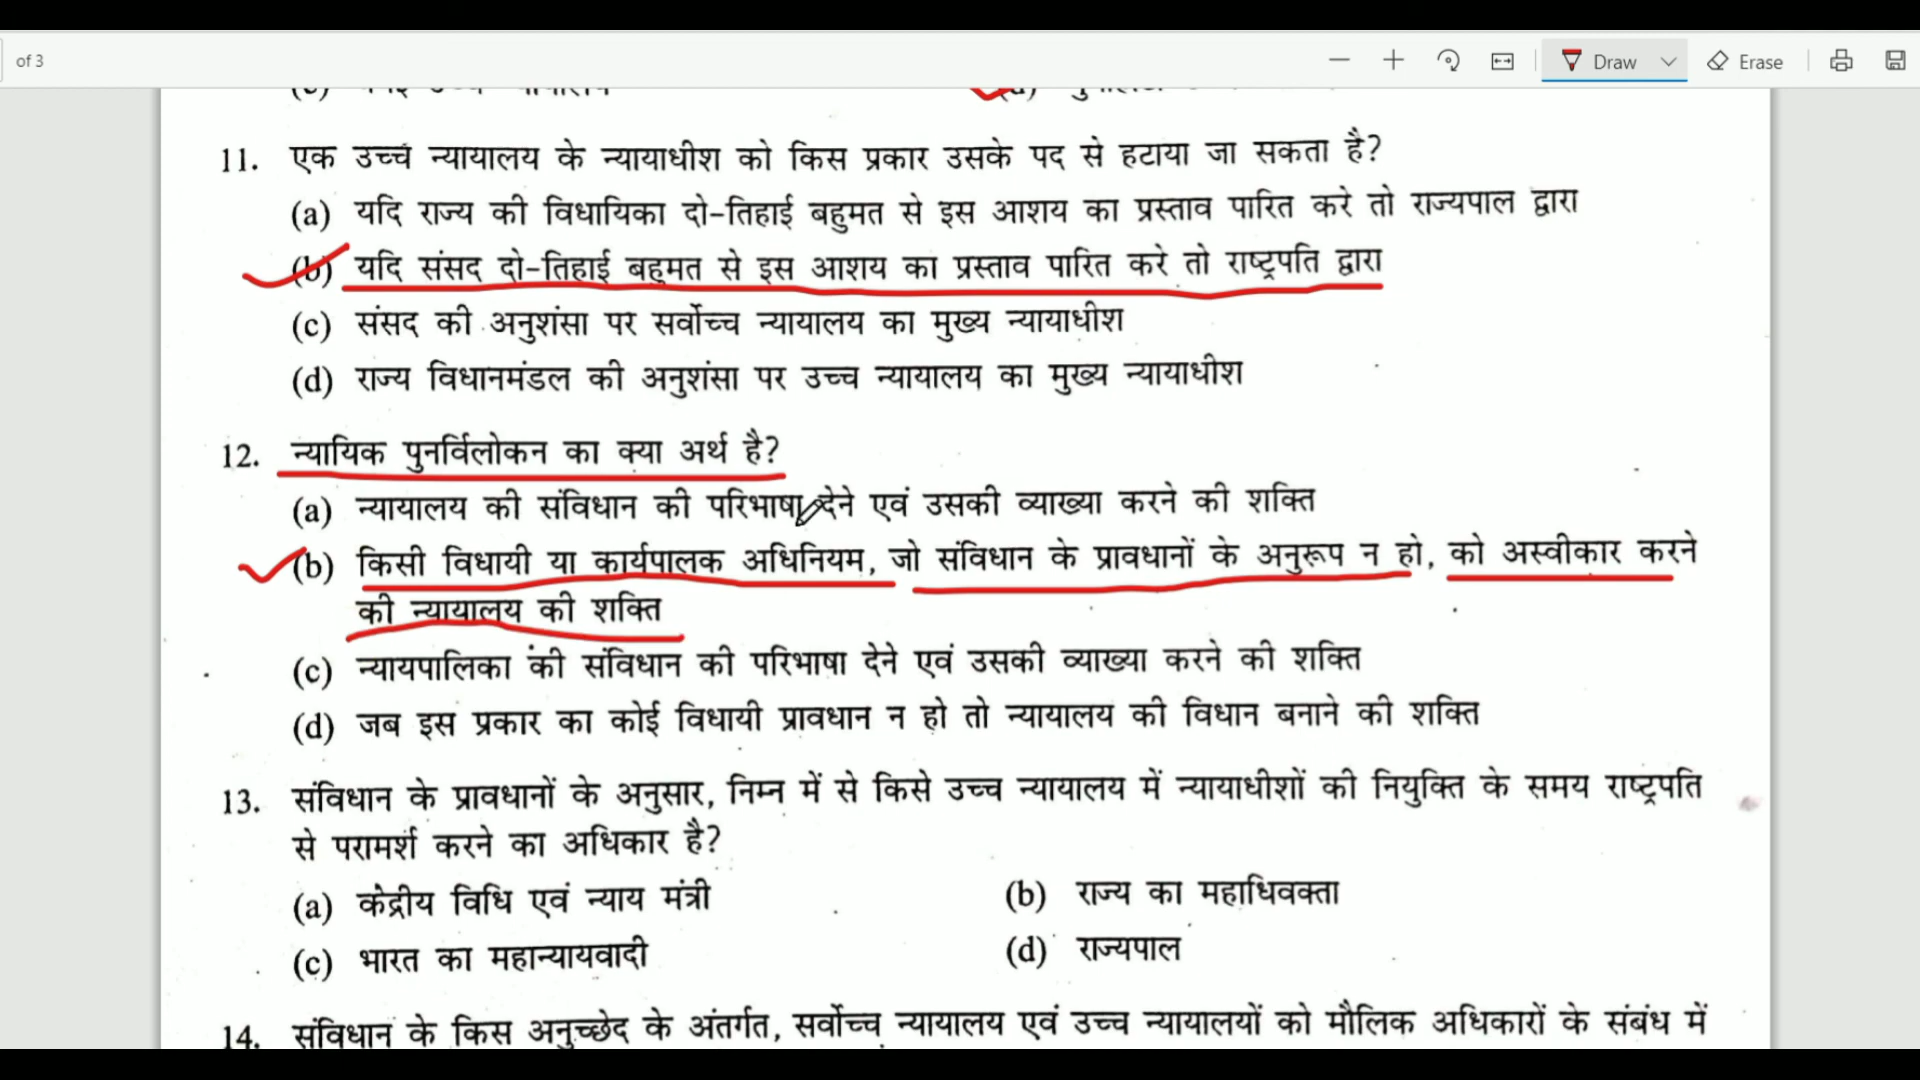 of 3
Draw
Erase
11. एक उच्च न्यायालय के न्यायाधीश को किस प्रकार उसके पद से हटाया जा सकता है?
(a) यदि राज्य की विधायिका दो-तिहाई बहुमत से इस आशय का प्रस्ताव पारित करे तो राज्यपाल द्वारा
(b) यदि संसद दो-तिहाई बहुमत से इस आशय का प्रस्ताव पारित करे तो राष्ट्रपति द्वारा
(c) संसद की अनुशंसा पर सर्वोच्च न्यायालय का मुख्य न्यायाधीश
(d) राज्य विधानमंडल की अनुशंसा पर उच्च न्यायालय का मुख्य न्यायाधीश
12. न्यायिक पुनर्विलोकन का क्या अर्थ है?
(a) न्यायालय की संविधान की परिभाषा देने एवं उसकी व्याख्या करने की शक्ति
(b) किसी विधायी या कार्यपालक अधिनियम, जो संविधान के प्रावधानों के अनुरूप न हो, को अस्वीकार करने
की न्यायालय की शक्ति
(c) न्यायपालिका की संविधान की परिभाषा देने एवं उसकी व्याख्या करने की शक्ति
(d) जब इस प्रकार का कोई विधायी प्रावधान न हो तो न्यायालय की विधान बनाने की शक्ति
13. संविधान के प्रावधानों के अनुसार, निम्न में से किसे उच्च न्यायालय में न्यायाधीशों की नियुक्ति के समय राष्ट्रपति
से परामर्श करने का अधिकार है?
(a) केंद्रीय विधि एवं न्याय मंत्री (b) राज्य का महाधिवक्ता
(c) भारत का महान्यायवादी (d) राज्यपाल
14. संविधान के किस अनुच्छेद के अंतर्गत, सर्वोच्च न्यायालय एवं उच्च न्यायालयों को मौलिक अधिकारों के संबंध में